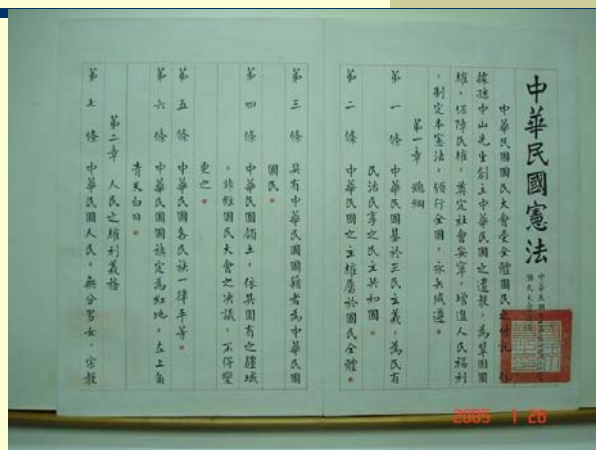 中華民國憲法
中華民國
國民大會
中華民國國民大會受全體國民之付託，依
據孫中山先生創立中華民國之遺教，為鞏固國
權，保障民權，奠定社會安寧，增進人民福利
，制定本憲法，頒行全國，永矢咸遵。
第一章 總綱
第一條 中華民國基於三民主義，為民有
民治民享之民主共和國。
第二條 中華民國之主權屬於國民全體。
第三條 具有中華民國國籍者為中華民國
國民。
第四條 中華民國領土，依其固有之疆域
，非經國民大會之決議，不得變
更之。
第五條 中華民國各民族一律平等。
第六條 中華民國國旗定為紅地，左上角
青天白日。
第二章 人民之權利義務
第七條 中華民國人民，無分男女，宗教
2005 1 26